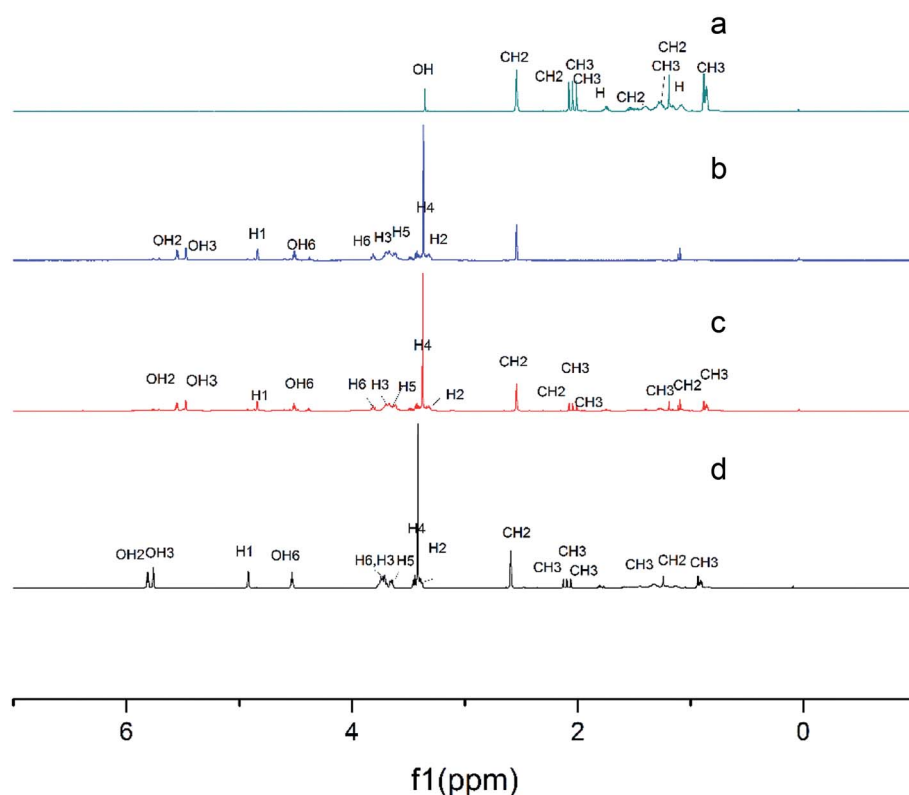 a
OH CH2 CH2 CH3 CH3 H CH2 CH3 CH2 H CH3
b
OH2 OH3 H1 OH6 H6 H3 H5 H4 H2
c
OH2 OH3 H1 OH6 H6 H3 H5 H4 H2 CH2 CH2 CH3 CH3 CH3 CH2 CH3
d
OH2 OH3 H1 OH6 H6,H3 H5 H4 H2 CH2 CH3 CH3 CH3 CH3 CH2 CH3
6 4 2 0
f1(ppm)